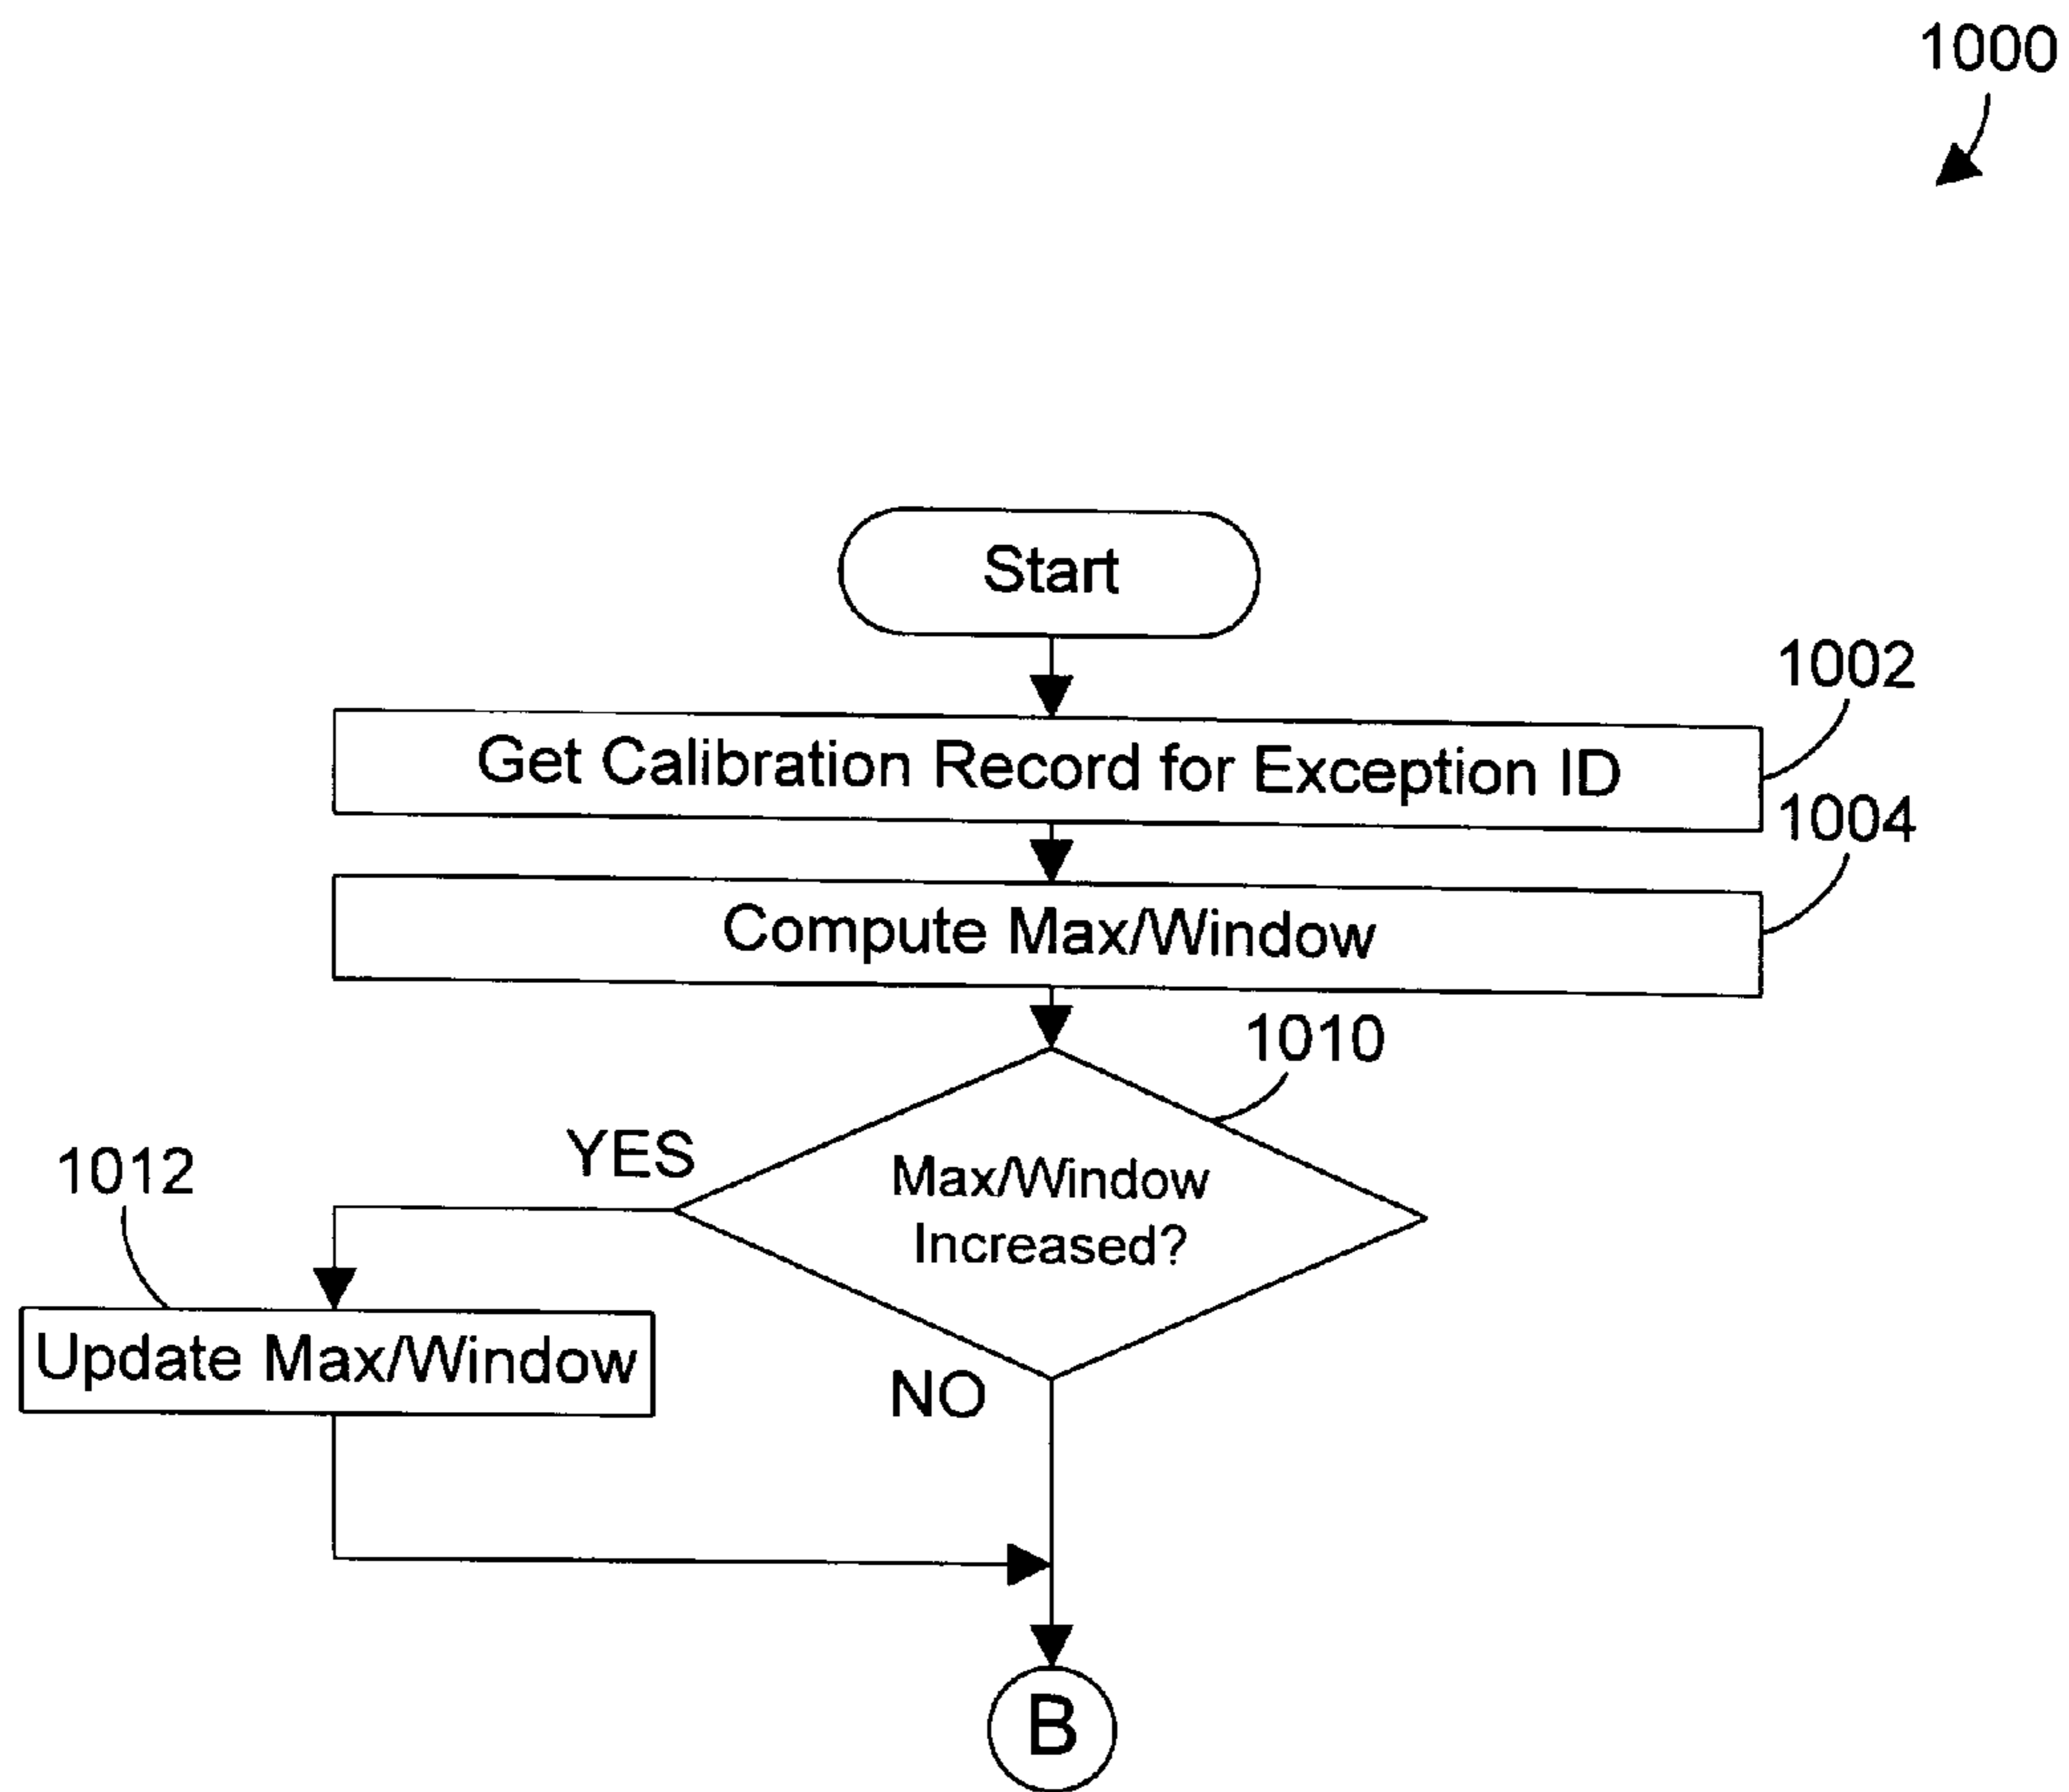 1000
Start
1002
Get Calibration Record for Exception ID
1004
Compute Max/Window
1010
YES
1012
Max/Window
Increased?
Update Max/Window
NO
B